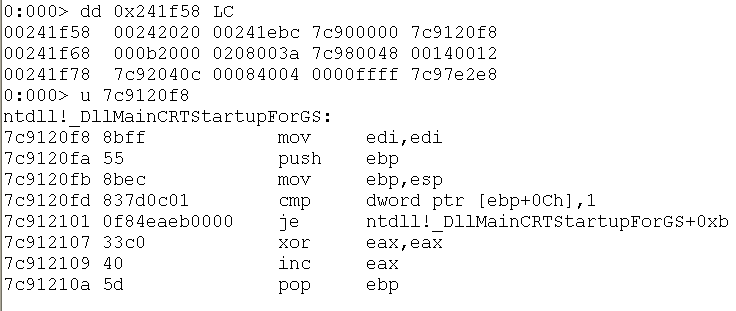 0:000> dd 0x241f58 LC
00241f58  00242020 00241ebc 7c900000 7c9120f8
00241f68  000b2000 0208003a 7c980048 00140012
00241f78  7c92040c 00084004 0000ffff 7c97e2e8
0:000> u 7c9120f8
ntdll!_DllMainCRTStartupForGS:
7c9120f8 8bff            mov     edi,edi
7c9120fa 55              push    ebp
7c9120fb 8bec            mov     ebp,esp
7c9120fd 837d0c01        cmp     dword ptr [ebp+0Ch],1
7c912101 0f84eaeb0000    je      ntdll!_DllMainCRTStartupForGS+0xb
7c912107 33c0            xor     eax,eax
7c912109 40              inc     eax
7c91210a 5d              pop     ebp